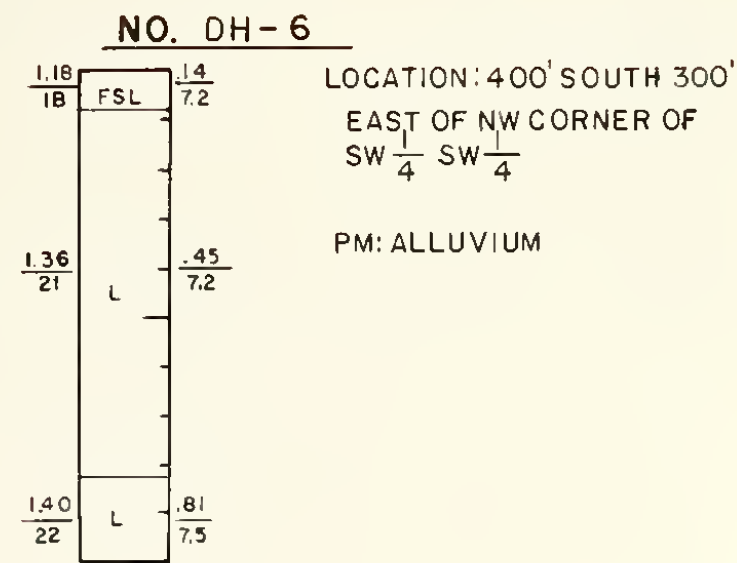 NO. DH-6
1.18
18
FSL
.14
7.2
LOCATION: 400' SOUTH 300'
EAST OF NW CORNER OF
SW 1/4 SW 1/4
PM: ALLUVIUM
1.36
21
L
.45
7.2
1.40
22
L
.81
7.5